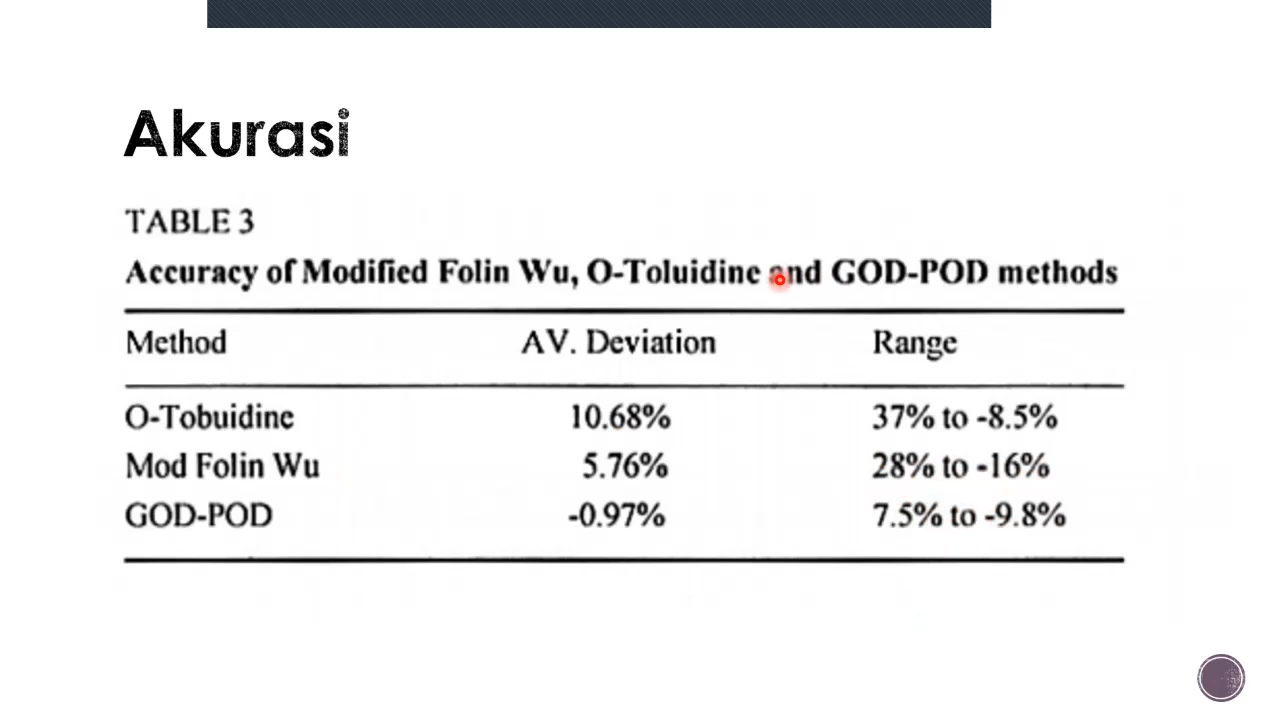 Akurasi
TABLE 3
Accuracy of Modified Folin Wu, O-Toluidine and GOD-POD methods
Method AV. Deviation Range
O-Tobuidine 10.68% 37% to -8.5%
Mod Folin Wu 5.76% 28% to -16%
GOD-POD -0.97% 7.5% to -9.8%